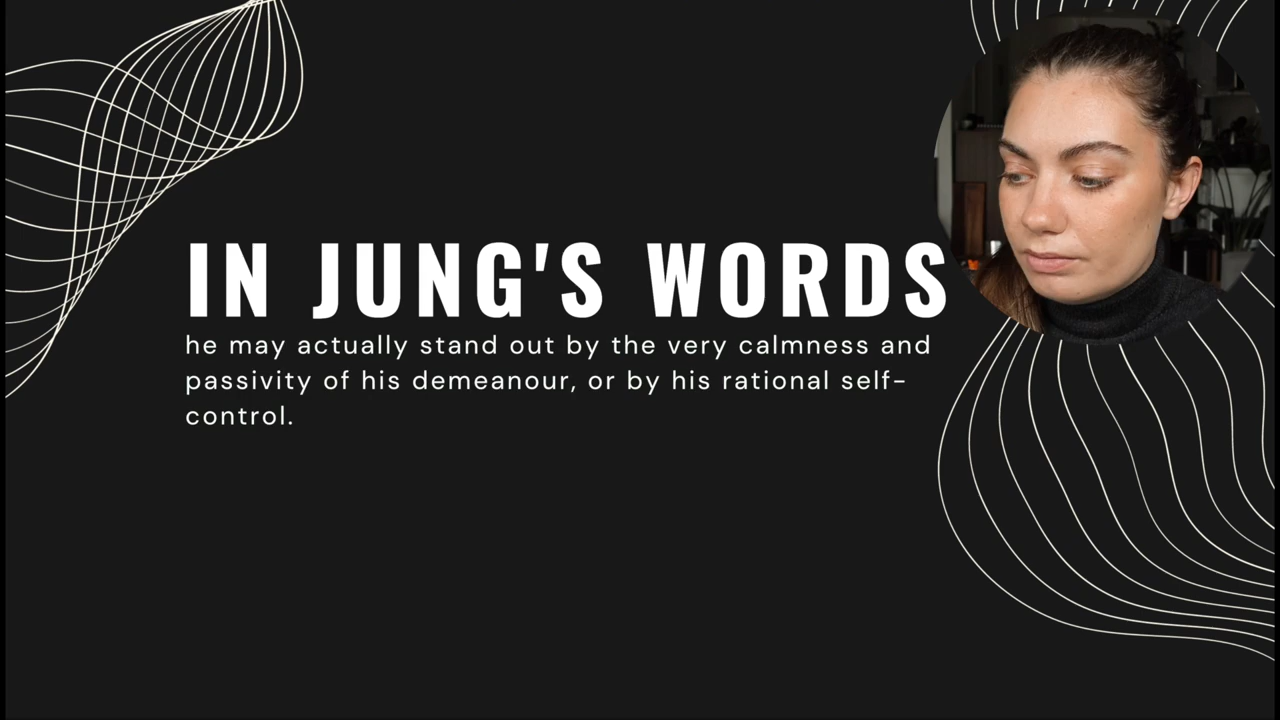 IN JUNG'S WORDS
he may actually stand out by the very calmness and
passivity of his demeanour, or by his rational self-
control.